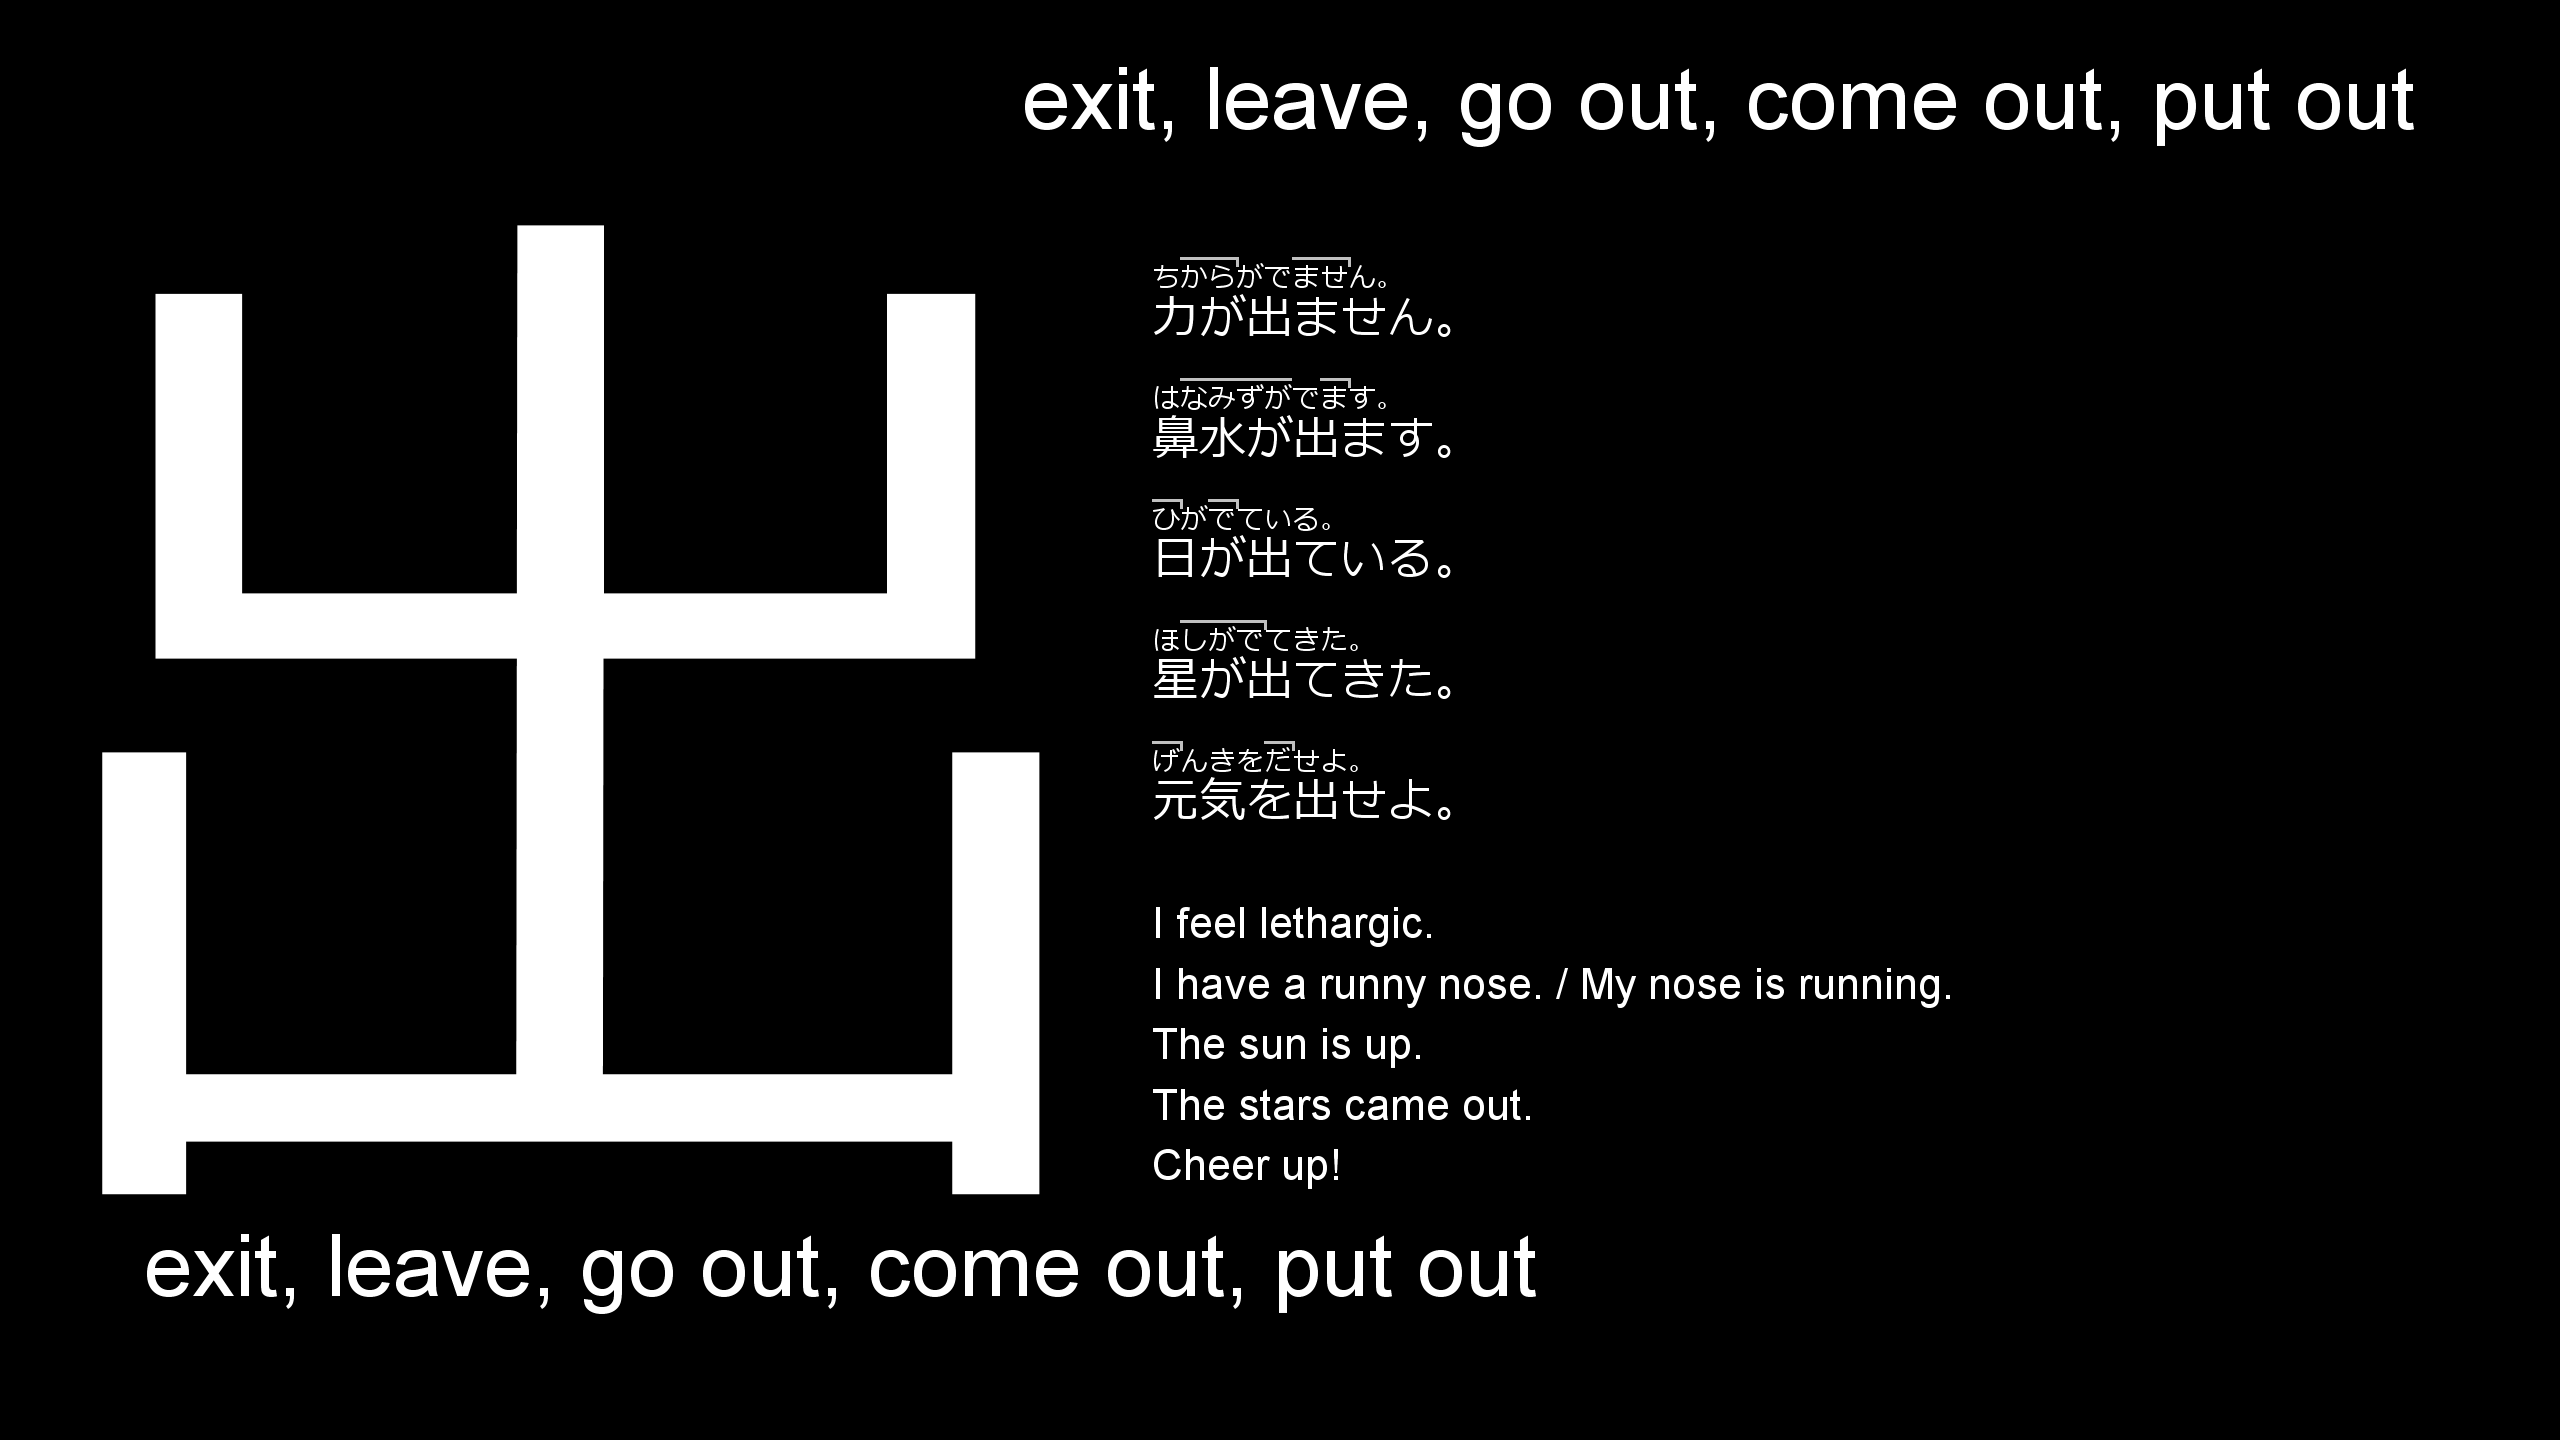 exit, leave, go out, come out, put out
出
ちからがでません。
力が出ません。
はなみずがでます。
鼻水が出ます。
ひがでている。
日が出ている。
ほしがでてきた。
星が出てきた。
げんきをだせよ。
元気を出せよ。
I feel lethargic.
I have a runny nose. / My nose is running.
The sun is up.
The stars came out.
Cheer up!
exit, leave, go out, come out, put out